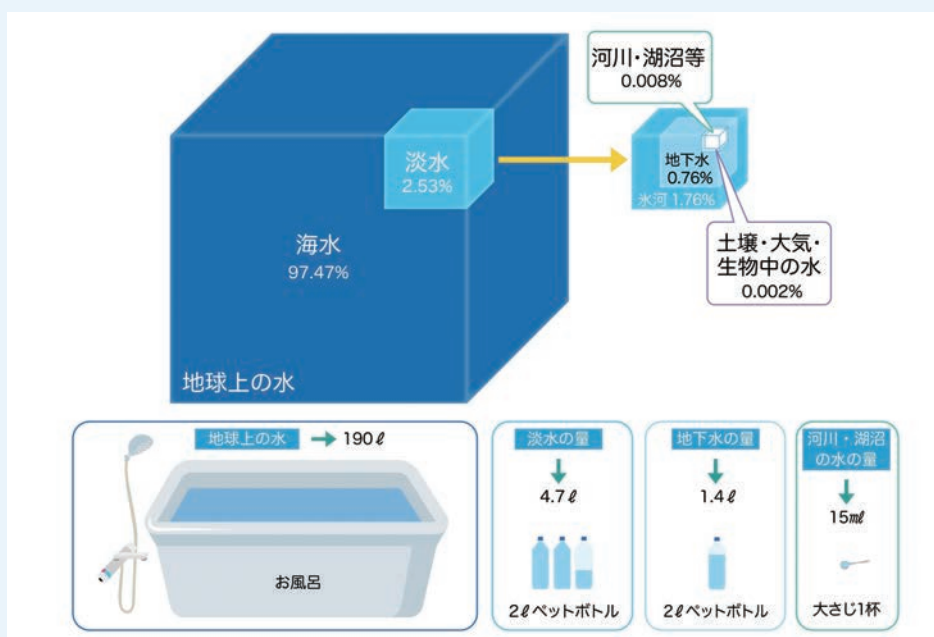 河川・湖沼等
0.008%
淡水
2.53%
地下水
0.76%
氷河 1.76%
海水
97.47%
土壌・大気・
生物中の水
0.002%
地球上の水
地球上の水 → 190ℓ
お風呂
淡水の量
4.7ℓ
2ℓペットボトル
地下水の量
1.4ℓ
2ℓペットボトル
河川・湖沼
の水の量
15㎖
大さじ1杯